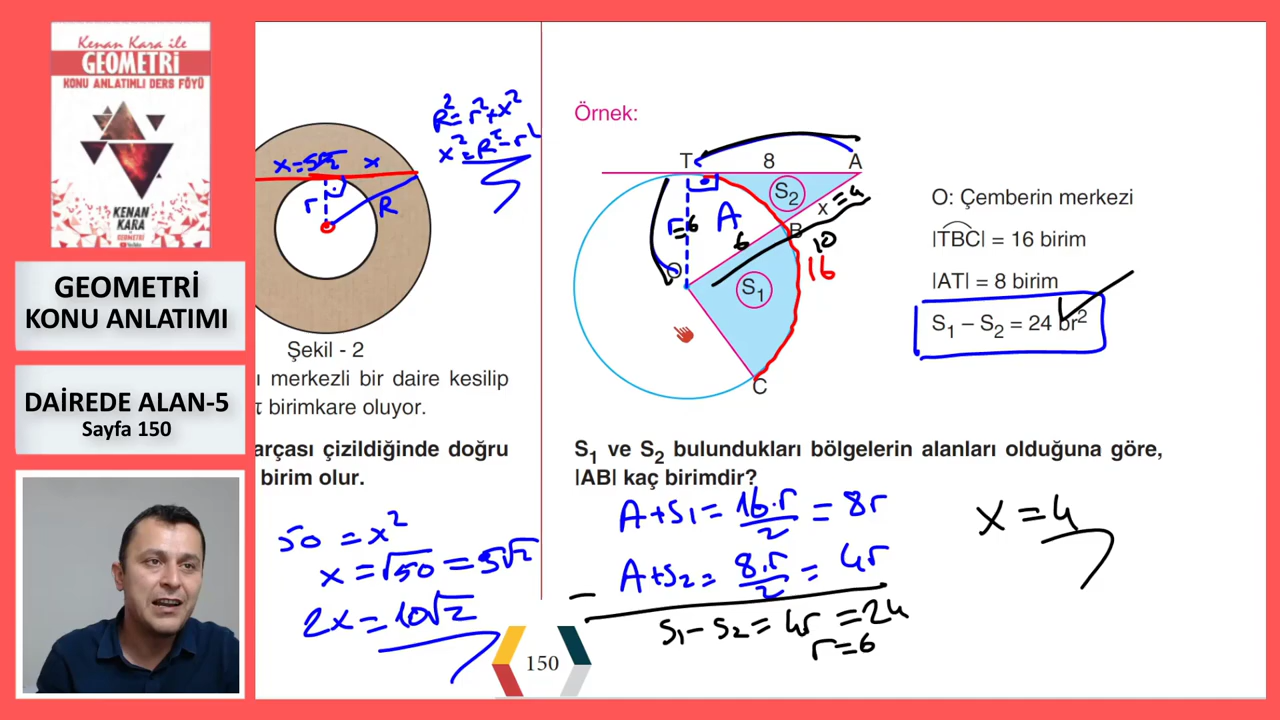 Kenan Kara ile
GEOMETRİ
KONU ANLATIMLI DERS FÖYÜ
KENAN
KARA
GEOMETRİ
KONU ANLATIMI
DAİREDE ALAN-5
Sayfa 150
x=5√2
x
r
R
R²=r²+x²
x²=R²-r²
Şekil - 2
ı merkezli bir daire kesilip
π birimkare oluyor.
arçası çizildiğinde doğru
birim olur.
50 = x²
x = √50 = 5√2
2x = 10√2
150
Örnek:
T
8
A
S₂
x=4
r=6
A
6
B
10
16
O
S₁
C
O: Çemberin merkezi
|TBC| = 16 birim
|AT| = 8 birim
S₁ – S₂ = 24 br²
S₁ ve S₂ bulundukları bölgelerin alanları olduğuna göre,
|AB| kaç birimdir?
A+S₁ = 16.r/2 = 8r
A+S₂ = 8.r/2 = 4r
S₁-S₂ = 4r = 24
r=6
x=4